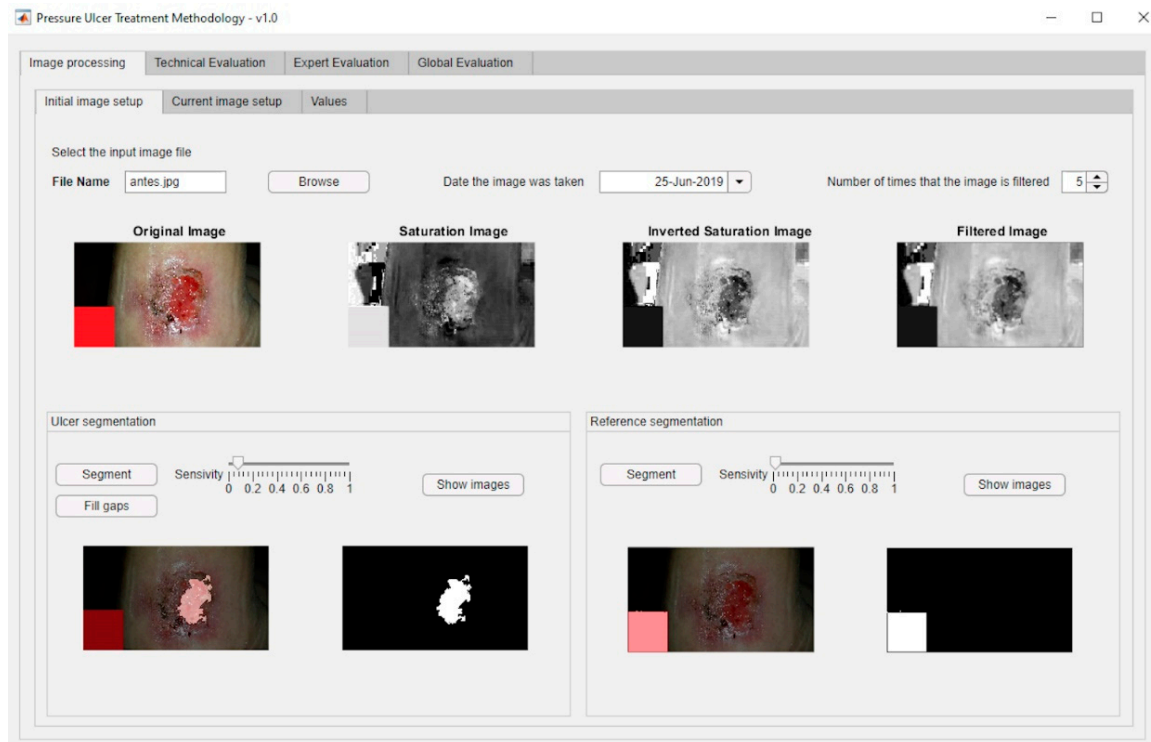 Pressure Ulcer Treatment Methodology - v1.0
Image processing Technical Evaluation Expert Evaluation Global Evaluation
Initial image setup Current image setup Values
Select the input image file
File Name antes.jpg Browse Date the image was taken 25-Jun-2019 Number of times that the image is filtered 5
Original Image Saturation Image Inverted Saturation Image Filtered Image
Ulcer segmentation
Segment Sensivity 0 0.2 0.4 0.6 0.8 1 Show images
Fill gaps
Reference segmentation
Segment Sensivity 0 0.2 0.4 0.6 0.8 1 Show images